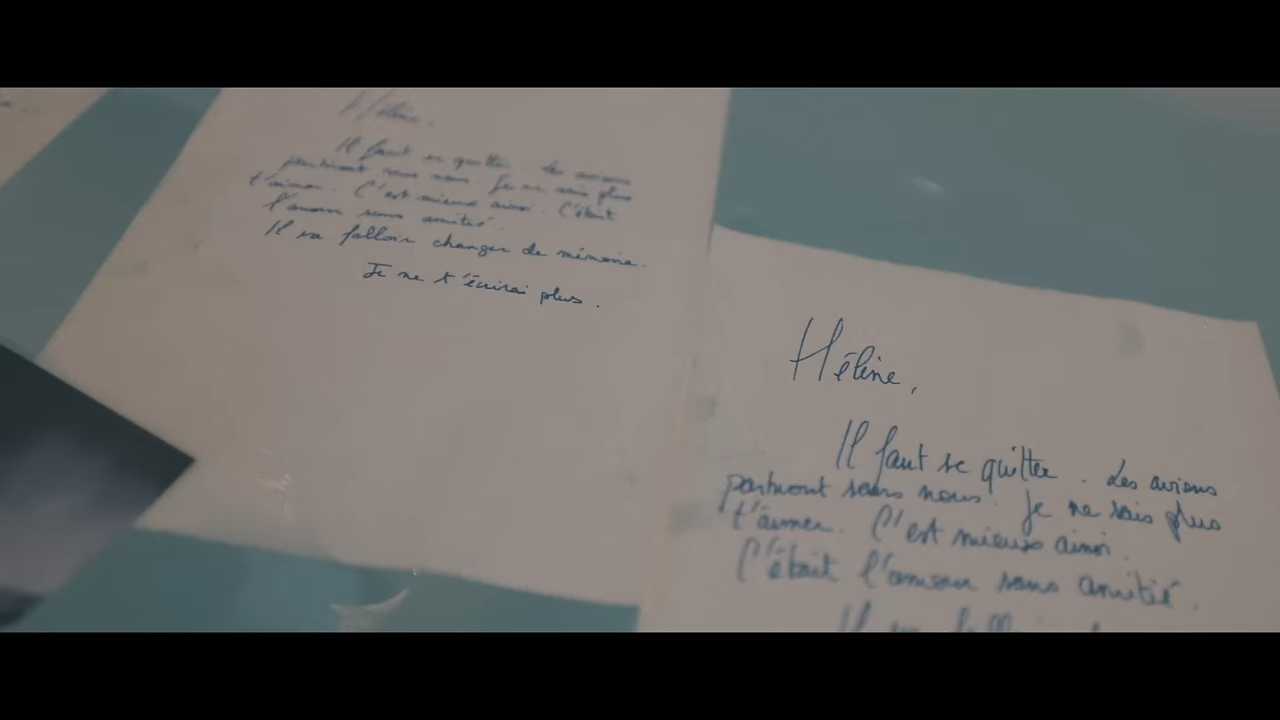 Hélène,
Il faut se quitter. Les avions
partiront sans nous. Je ne sais plus
t'aimer. C'est mieux ainsi. C'était
l'amour sans amitié.
Il va falloir changer de mémoire.
Je ne t'écrirai plus.
Hélène,
Il faut se quitter. Les avions
partiront sans nous. Je ne sais plus
t'aimer. C'est mieux ainsi.
C'était l'amour sans amitié.
Il va